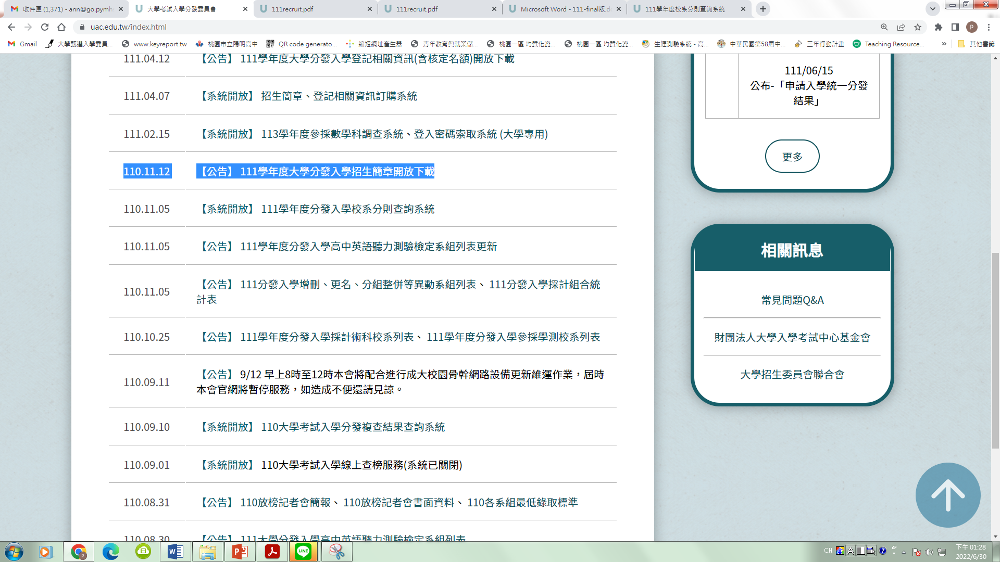 收件匣 (1,371) - ann@go.pymh
大學考試入學分發委員會
111recruit.pdf
111recruit.pdf
Microsoft Word - 111-final版.d
111學年度校系分則查詢系統
uac.edu.tw/index.html
P
Gmail
大學甄選入學委員...
www.keyreport.tw
桃園市立陽明高中
QR code generato...
縮短網址產生器
青年教育與就業儲...
桃園一區 均質化資...
桃園一區 均質化資...
生涯測驗系統 - 高...
中華民國第58屆中...
三年行動計畫
Teaching Resource...
»
其他書籤
111.04.12 【公告】 111學年度大學分發入學登記相關資訊(含核定名額)開放下載
111.04.07 【系統開放】 招生簡章、登記相關資訊訂購系統
111.02.15 【系統開放】 113學年度參採數學科調查系統、登入密碼索取系統 (大學專用)
110.11.12 【公告】 111學年度大學分發入學招生簡章開放下載
110.11.05 【系統開放】 111學年度分發入學校系分則查詢系統
110.11.05 【公告】 111學年度分發入學高中英語聽力測驗檢定系組列表更新
110.11.05 【公告】 111分發入學增刪、更名、分組整併等異動系組列表、 111分發入學採計組合統
計表
110.10.25 【公告】 111學年度分發入學採計術科校系列表、 111學年度分發入學參採學測校系列表
110.09.11 【公告】 9/12 早上8時至12時本會將配合進行成大校園骨幹網路設備更新維運作業，屆時
本會官網將暫停服務，如造成不便還請見諒。
110.09.10 【系統開放】 110大學考試入學分發複查結果查詢系統
110.09.01 【系統開放】 110大學考試入學線上查榜服務(系統已關閉)
110.08.31 【公告】 110放榜記者會簡報、 110放榜記者會書面資料、 110各系組最低錄取標準
110.08.30 【公告】 111大學分發入學高中英語聽力測驗檢定系組列表
111/06/15
公布-「申請入學統一分發
結果」
更多
相關訊息
常見問題Q&A
財團法人大學入學考試中心基金會
大學招生委員會聯合會
CH
下午 01:28
2022/6/30